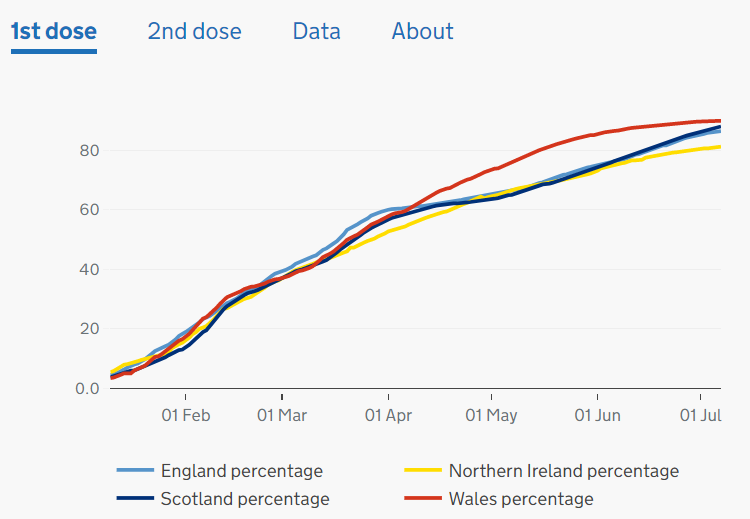 1st dose 2nd dose Data About
80
60
40
20
0.0
01 Feb 01 Mar 01 Apr 01 May 01 Jun 01 Jul
England percentage Northern Ireland percentage
Scotland percentage Wales percentage